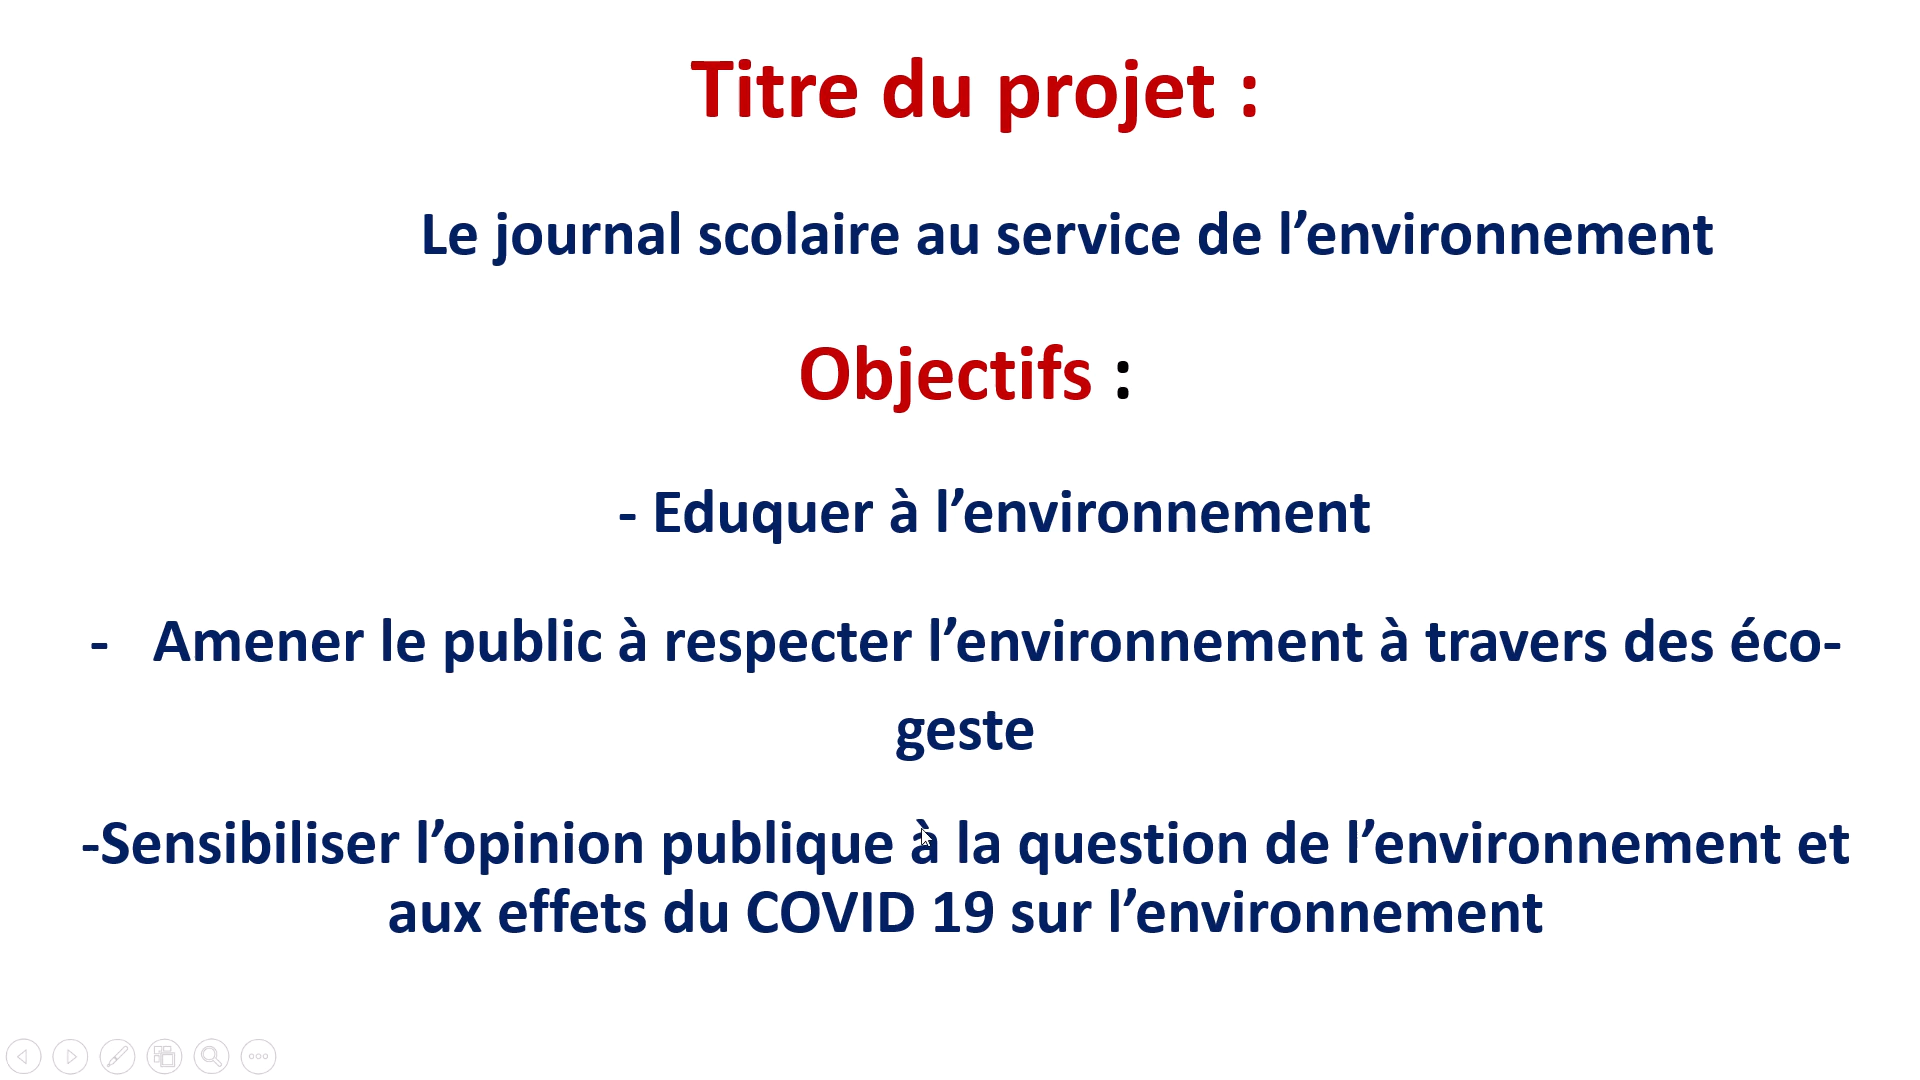 Titre du projet :
Le journal scolaire au service de l’environnement
Objectifs :
- Eduquer à l’environnement
- Amener le public à respecter l’environnement à travers des éco-
geste
-Sensibiliser l’opinion publique à la question de l’environnement et
aux effets du COVID 19 sur l’environnement